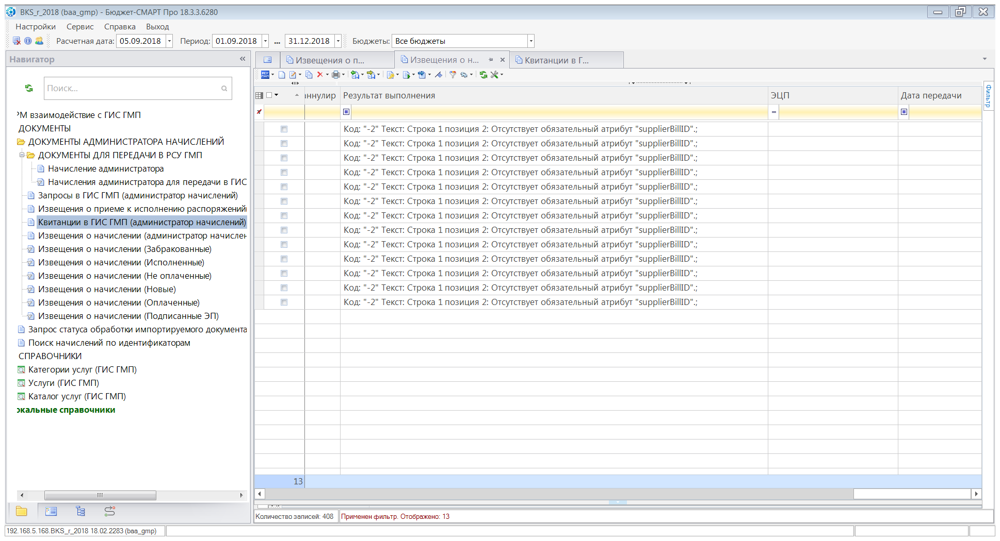 BKS_r_2018 (baa_gmp) - Бюджет-СМАРТ Про 18.3.3.6280
Настройки Сервис Справка Выход
Расчетная дата: 05.09.2018 Период: 01.09.2018 ... 31.12.2018 Бюджеты: Все бюджеты
Навигатор
Поиск...
РМ взаимодействие с ГИС ГМП
ДОКУМЕНТЫ
ДОКУМЕНТЫ АДМИНИСТРАТОРА НАЧИСЛЕНИЙ
ДОКУМЕНТЫ ДЛЯ ПЕРЕДАЧИ В РСУ ГМП
Начисление администратора
Начисления администратора для передачи в ГИС
Запросы в ГИС ГМП (администратор начислений)
Извещения о приеме к исполнению распоряжений
Квитанции в ГИС ГМП (администратор начислений)
Извещения о начислении (администратор начислен
Извещения о начислении (Забракованные)
Извещения о начислении (Исполненные)
Извещения о начислении (Не оплаченные)
Извещения о начислении (Новые)
Извещения о начислении (Оплаченные)
Извещения о начислении (Подписанные ЭП)
Запрос статуса обработки импортируемого документа
Поиск начислений по идентификаторам
СПРАВОЧНИКИ
Категории услуг (ГИС ГМП)
Услуги (ГИС ГМП)
Каталог услуг (ГИС ГМП)
окальные справочники
Извещения о п... Извещения о н... Квитанции в Г...
РСУ ГМП
Фильтр
аннулир Результат выполнения ЭЦП Дата передачи
=
Код: "-2" Текст: Строка 1 позиция 2: Отсутствует обязательный атрибут "supplierBillID".;
Код: "-2" Текст: Строка 1 позиция 2: Отсутствует обязательный атрибут "supplierBillID".;
Код: "-2" Текст: Строка 1 позиция 2: Отсутствует обязательный атрибут "supplierBillID".;
Код: "-2" Текст: Строка 1 позиция 2: Отсутствует обязательный атрибут "supplierBillID".;
Код: "-2" Текст: Строка 1 позиция 2: Отсутствует обязательный атрибут "supplierBillID".;
Код: "-2" Текст: Строка 1 позиция 2: Отсутствует обязательный атрибут "supplierBillID".;
Код: "-2" Текст: Строка 1 позиция 2: Отсутствует обязательный атрибут "supplierBillID".;
Код: "-2" Текст: Строка 1 позиция 2: Отсутствует обязательный атрибут "supplierBillID".;
Код: "-2" Текст: Строка 1 позиция 2: Отсутствует обязательный атрибут "supplierBillID".;
Код: "-2" Текст: Строка 1 позиция 2: Отсутствует обязательный атрибут "supplierBillID".;
Код: "-2" Текст: Строка 1 позиция 2: Отсутствует обязательный атрибут "supplierBillID".;
Код: "-2" Текст: Строка 1 позиция 2: Отсутствует обязательный атрибут "supplierBillID".;
Код: "-2" Текст: Строка 1 позиция 2: Отсутствует обязательный атрибут "supplierBillID".;
13
Количество записей: 408 Применен фильтр. Отображено: 13
192.168.5.168.BKS_r_2018 18.02.2283 (baa_gmp)